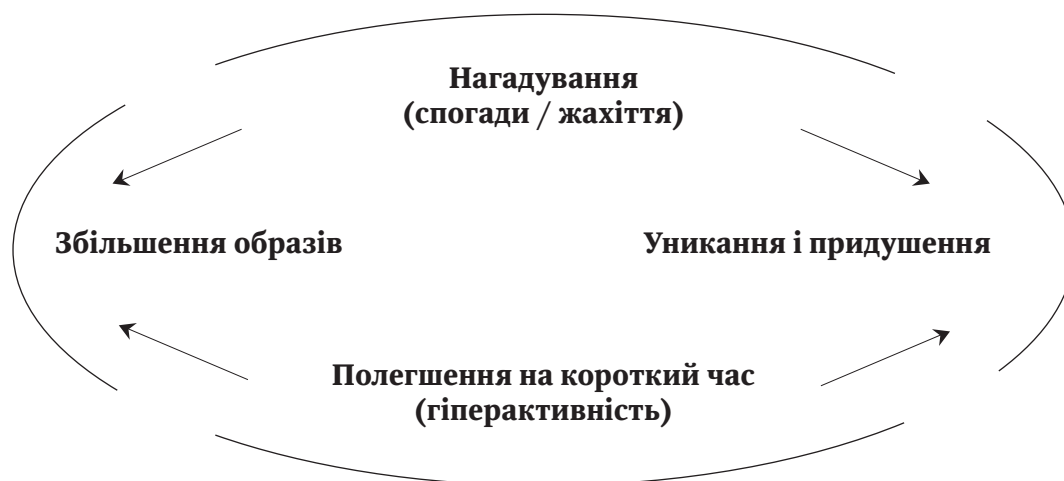 Нагадування
(спогади / жахіття)
Збільшення образів
Уникання і придушення
Полегшення на короткий час
(гіперактивність)